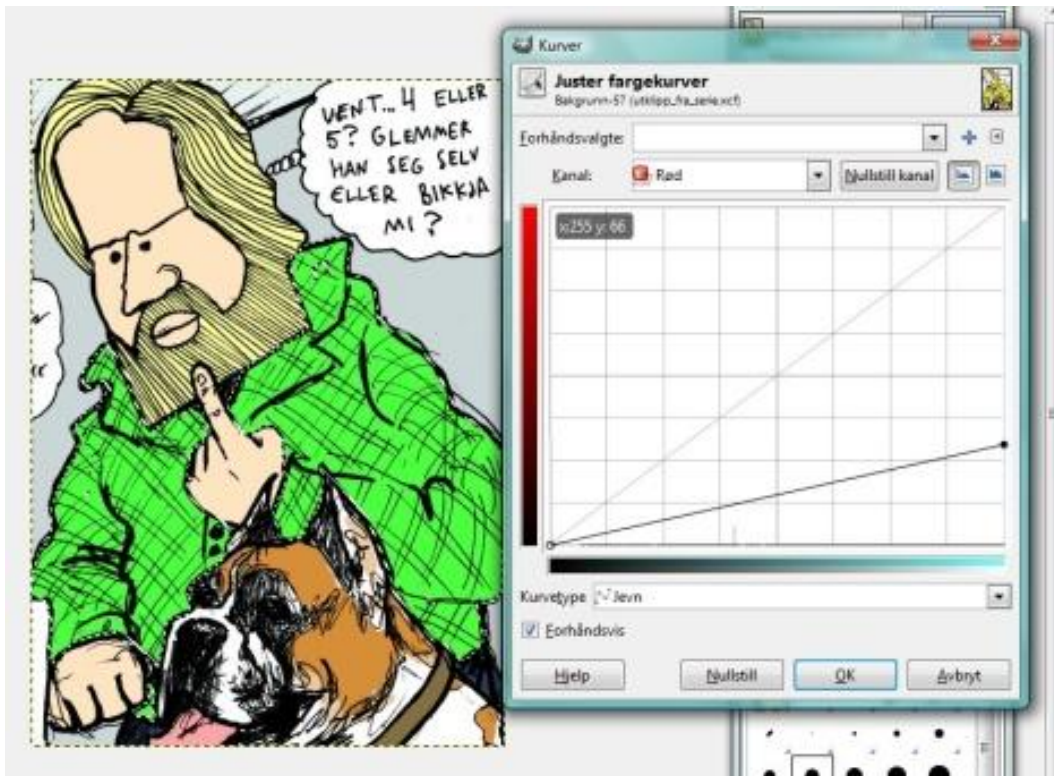 VENT... 4 ELLER
5? GLEMMER
HAN SEG SELV
ELLER BIKKJA
MI?
Kurver
Juster fargekurver
Bakgrunn-57 (utklipp_fra_serie.xcf)
Forhåndsvalgte:
Kanal: Rød Nullstill kanal
x:255 y: 66
Kurvetype Jevn
Forhåndsvis
Hjelp Nullstill OK Avbryt